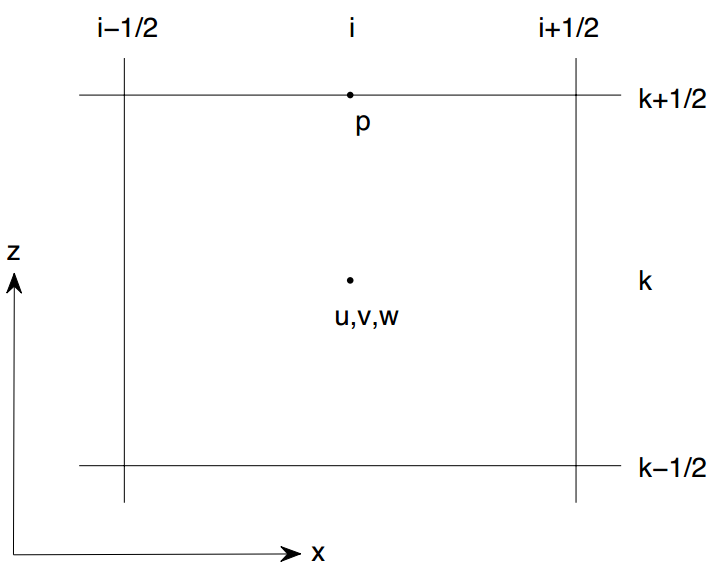 i−1/2 i i+1/2
k+1/2
p
z
k
u,v,w
k−1/2
x